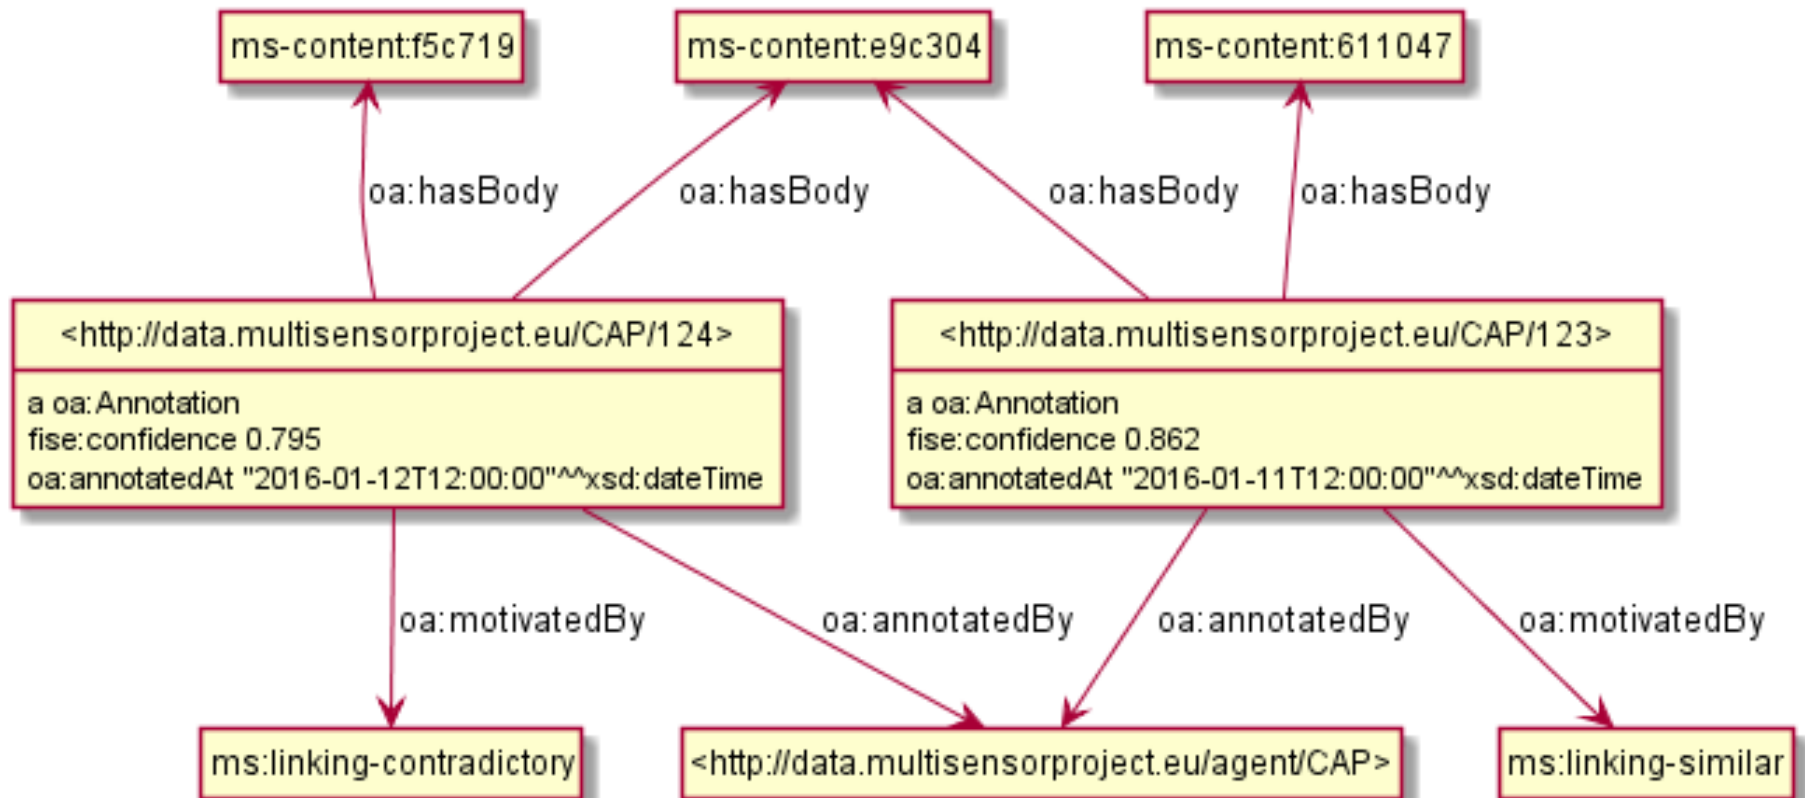 ms-content:f5c719
ms-content:e9c304
ms-content:611047
oa:hasBody
oa:hasBody
oa:hasBody
oa:hasBody
<http://data.multisensorproject.eu/CAP/124>
a oa:Annotation
fise:confidence 0.795
oa:annotatedAt "2016-01-12T12:00:00"^^xsd:dateTime
<http://data.multisensorproject.eu/CAP/123>
a oa:Annotation
fise:confidence 0.862
oa:annotatedAt "2016-01-11T12:00:00"^^xsd:dateTime
oa:motivatedBy
oa:annotatedBy
oa:annotatedBy
oa:motivatedBy
ms:linking-contradictory
<http://data.multisensorproject.eu/agent/CAP>
ms:linking-similar